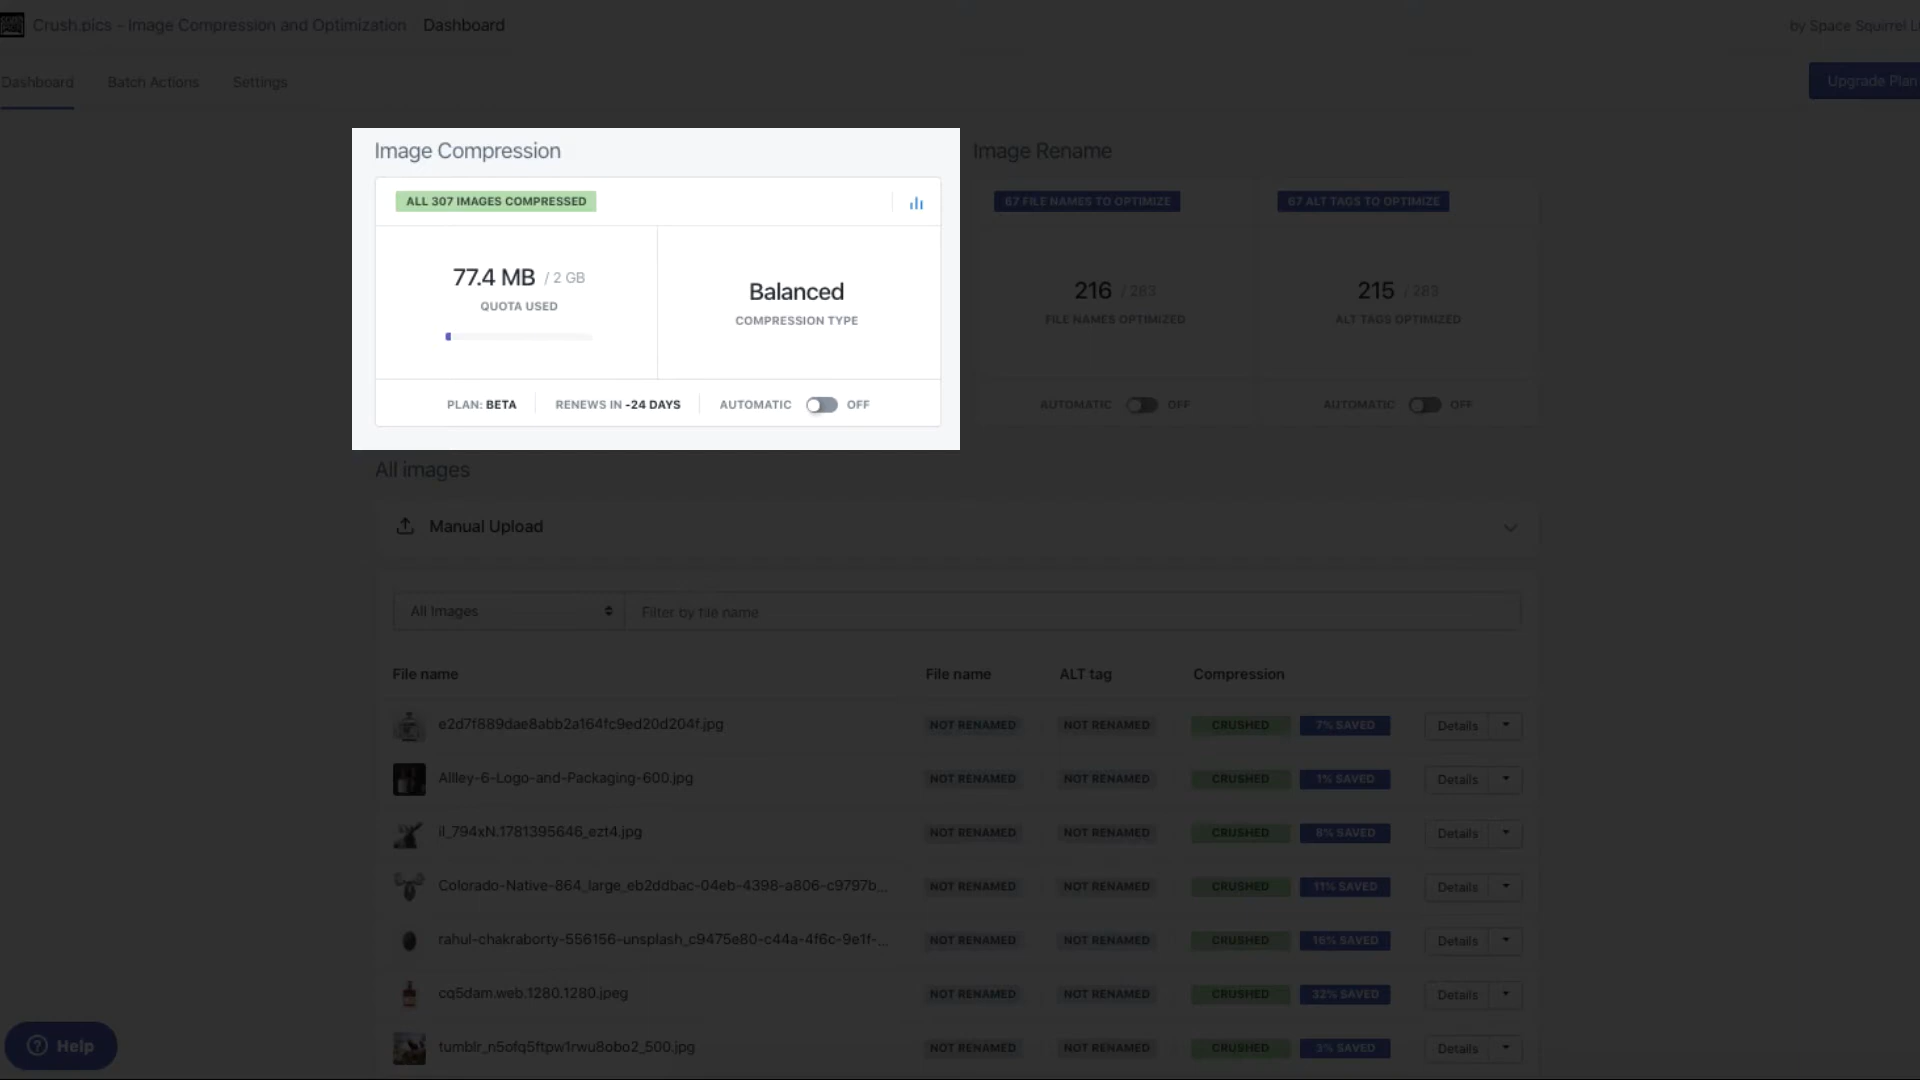 Crush.pics - Image Compression and Optimization / Dashboard
by Space Squirrel
Dashboard Batch Actions Settings
Upgrade Plan
Image Compression
ALL 307 IMAGES COMPRESSED
77.4 MB / 2 GB
QUOTA USED
Balanced
COMPRESSION TYPE
PLAN: BETA
RENEWS IN -24 DAYS
AUTOMATIC OFF
Image Rename
67 FILE NAMES TO OPTIMIZE
67 ALT TAGS TO OPTIMIZE
216 / 283
FILE NAMES OPTIMIZED
215 / 283
ALT TAGS OPTIMIZED
AUTOMATIC OFF
AUTOMATIC OFF
All images
Manual Upload
All Images
Filter by file name
File name File name ALT tag Compression
e2d7f889dae8abb2a164fc9ed20d204f.jpg NOT RENAMED NOT RENAMED CRUSHED 7% SAVED Details
Allley-6-Logo-and-Packaging-600.jpg NOT RENAMED NOT RENAMED CRUSHED 1% SAVED Details
il_794xN.1781395646_ezt4.jpg NOT RENAMED NOT RENAMED CRUSHED 8% SAVED Details
Colorado-Native-864_large_eb2ddbac-04eb-4398-a806-c9797b... NOT RENAMED NOT RENAMED CRUSHED 11% SAVED Details
rahul-chakraborty-556156-unsplash_c9475e80-c44a-4f6c-9e1f-... NOT RENAMED NOT RENAMED CRUSHED 16% SAVED Details
cq5dam.web.1280.1280.jpeg NOT RENAMED NOT RENAMED CRUSHED 32% SAVED Details
tumblr_n5ofq5ftpw1rwu8obo2_500.jpg NOT RENAMED NOT RENAMED CRUSHED 3% SAVED Details
Help